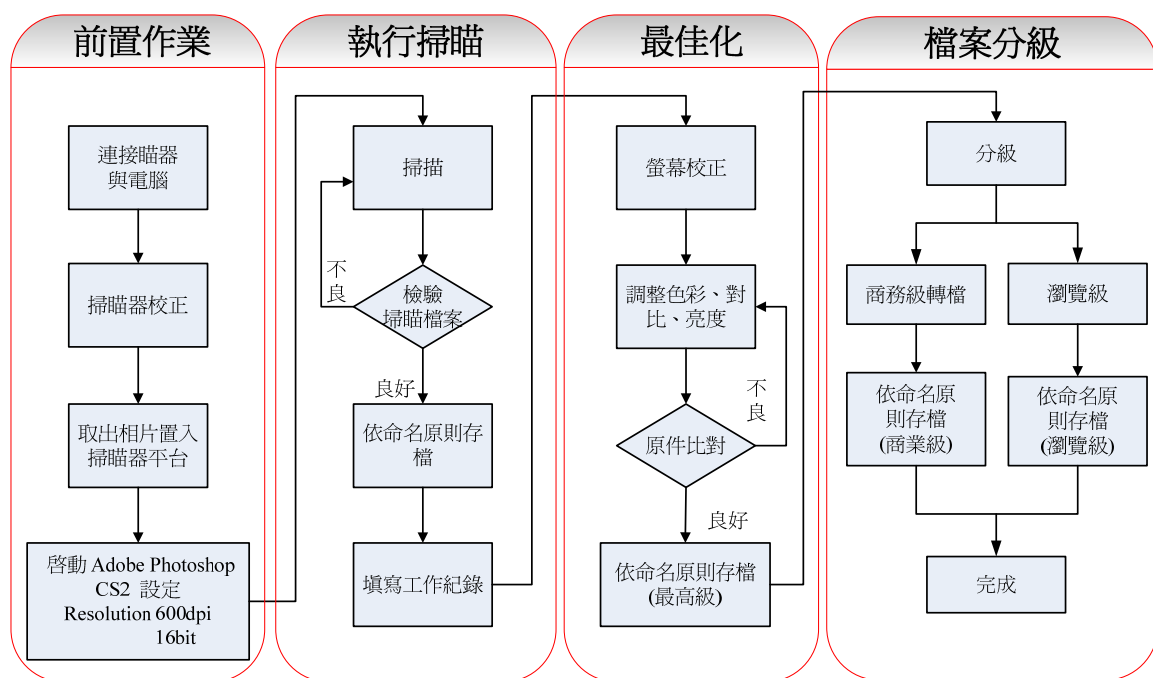 前置作業
連接瞄器
與電腦
掃瞄器校正
取出相片置入
掃瞄器平台
啓動 Adobe Photoshop
CS2 設定
Resolution 600dpi
16bit
執行掃瞄
掃描
不
良
檢驗
掃瞄檔案
良好
依命名原則存
檔
填寫工作紀錄
最佳化
螢幕校正
調整色彩、對
比、亮度
不
良
原件比對
良好
依命名原則存檔
(最高級)
檔案分級
分級
商務級轉檔
依命名原
則存檔
(商業級)
瀏覽級
依命名原
則存檔
(瀏覽級)
完成